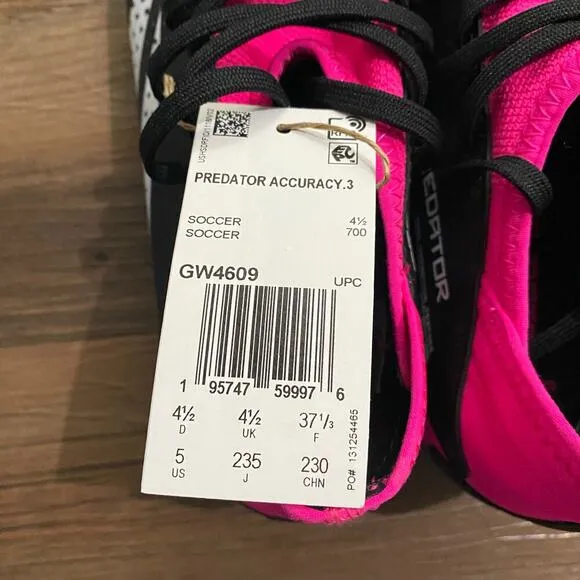 RFID
PREDATOR ACCURACY.3
SOCCER 4½
SOCCER 700
GW4609 UPC
1 95747 59997 6
4½ 4½ 37⅓
D UK F
5 235 230
US J CHN
PO# 131254465